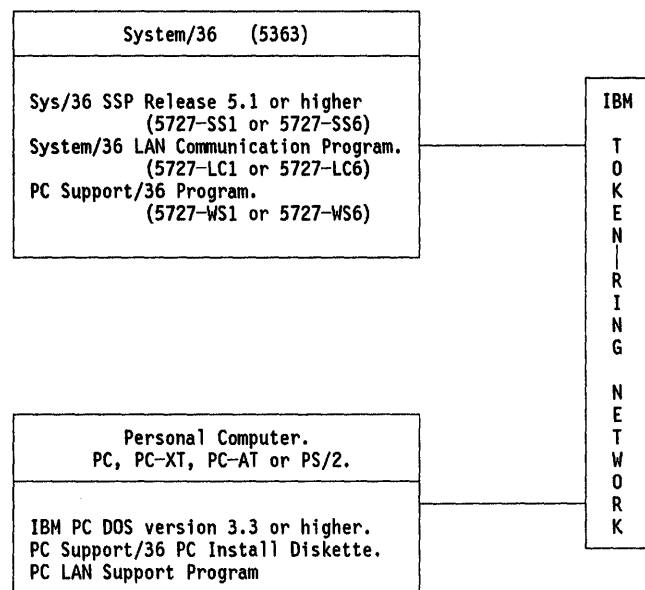 System/36 (5363)
Sys/36 SSP Release 5.1 or higher
(5727-SS1 or 5727-SS6)
System/36 LAN Communication Program.
(5727-LC1 or 5727-LC6)
PC Support/36 Program.
(5727-WS1 or 5727-WS6)
IBM
TOKEN-RING
NETWORK
Personal Computer.
PC, PC-XT, PC-AT or PS/2.
IBM PC DOS version 3.3 or higher.
PC Support/36 PC Install Diskette.
PC LAN Support Program